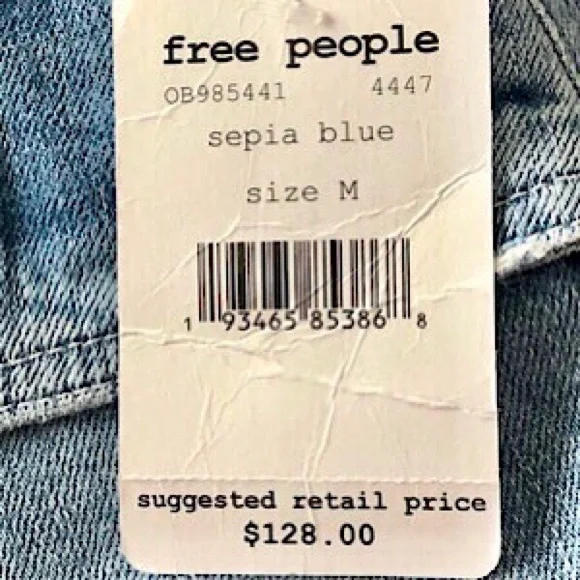 free people
OB985441 4447
sepia blue
size M
1 93465 85386 8
suggested retail price
$128.00